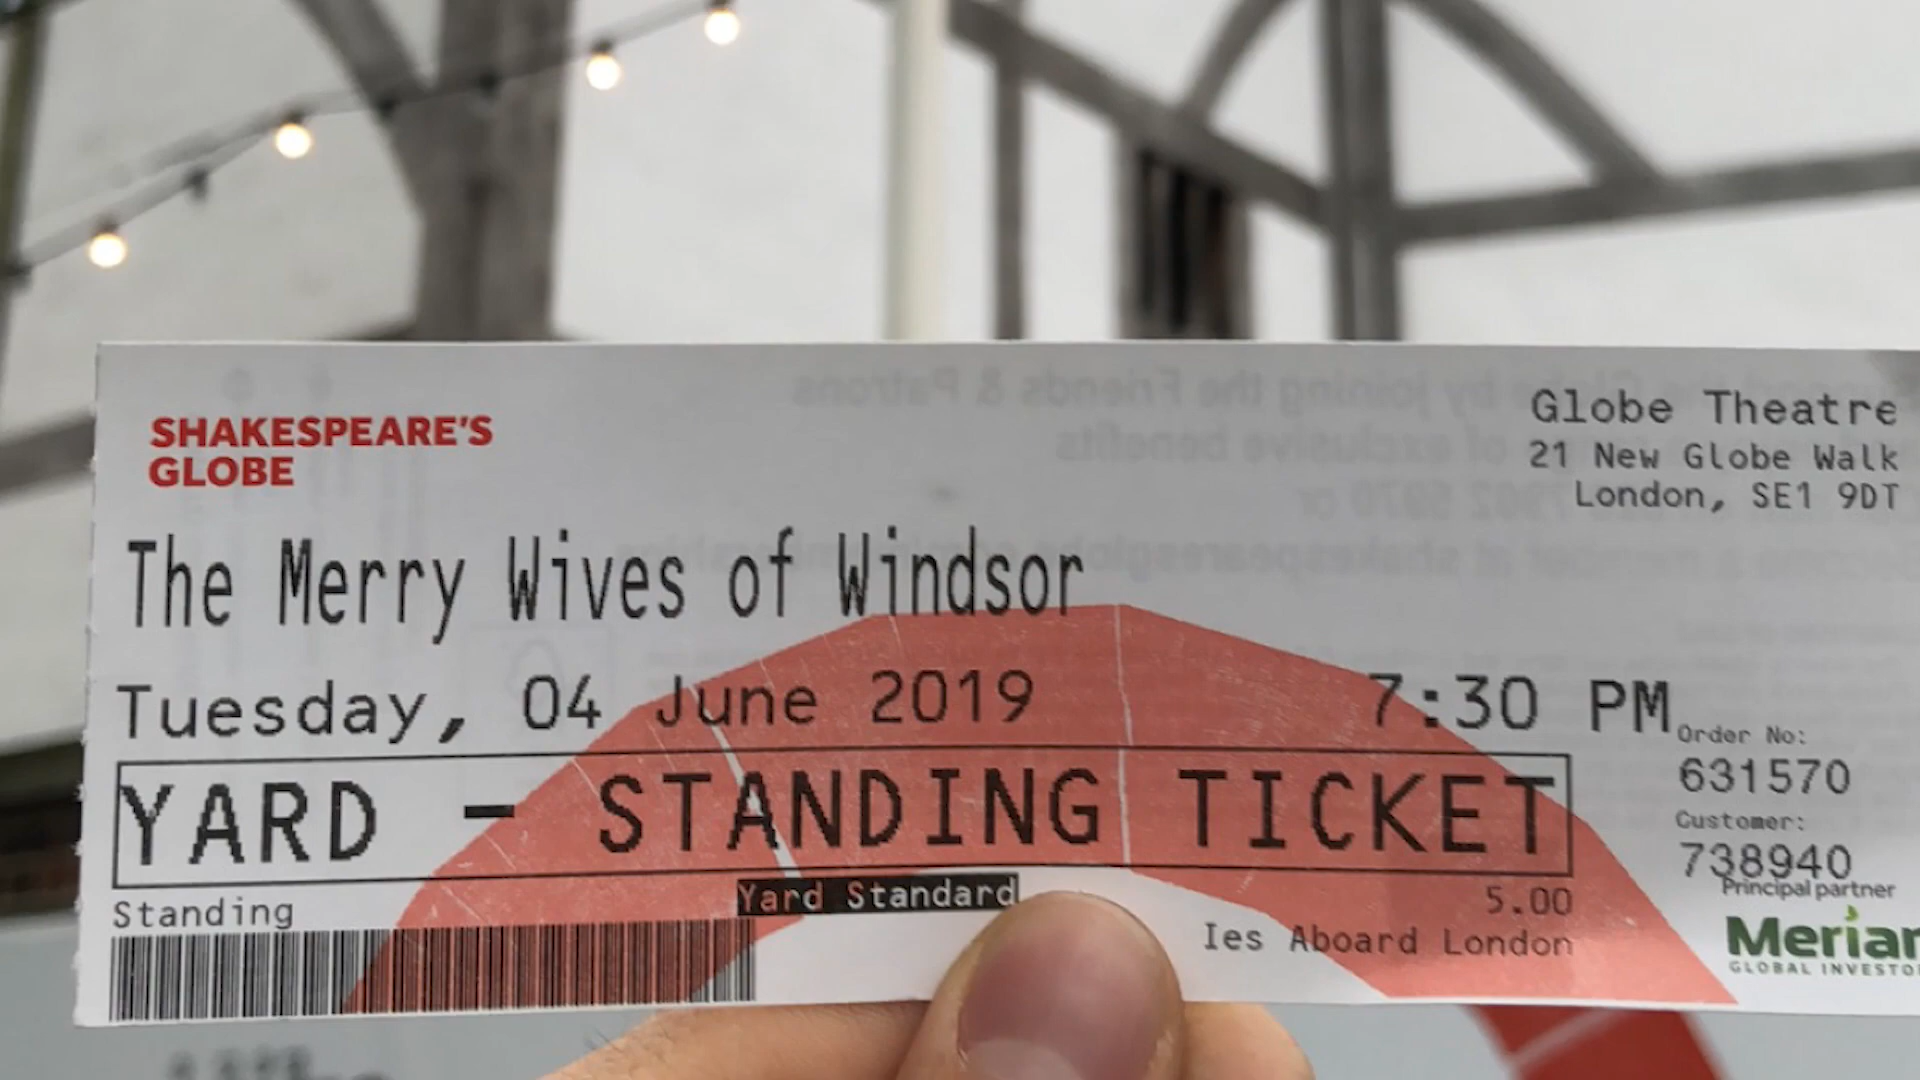 SHAKESPEARE'S
GLOBE
Globe Theatre
21 New Globe Walk
London, SE1 9DT
The Merry Wives of Windsor
Tuesday, 04 June 2019 7:30 PM
Order No:
631570
Customer:
738940
YARD - STANDING TICKET
Standing
Yard Standard
5.00
Ies Aboard London
Principal partner
Merian
GLOBAL INVESTO